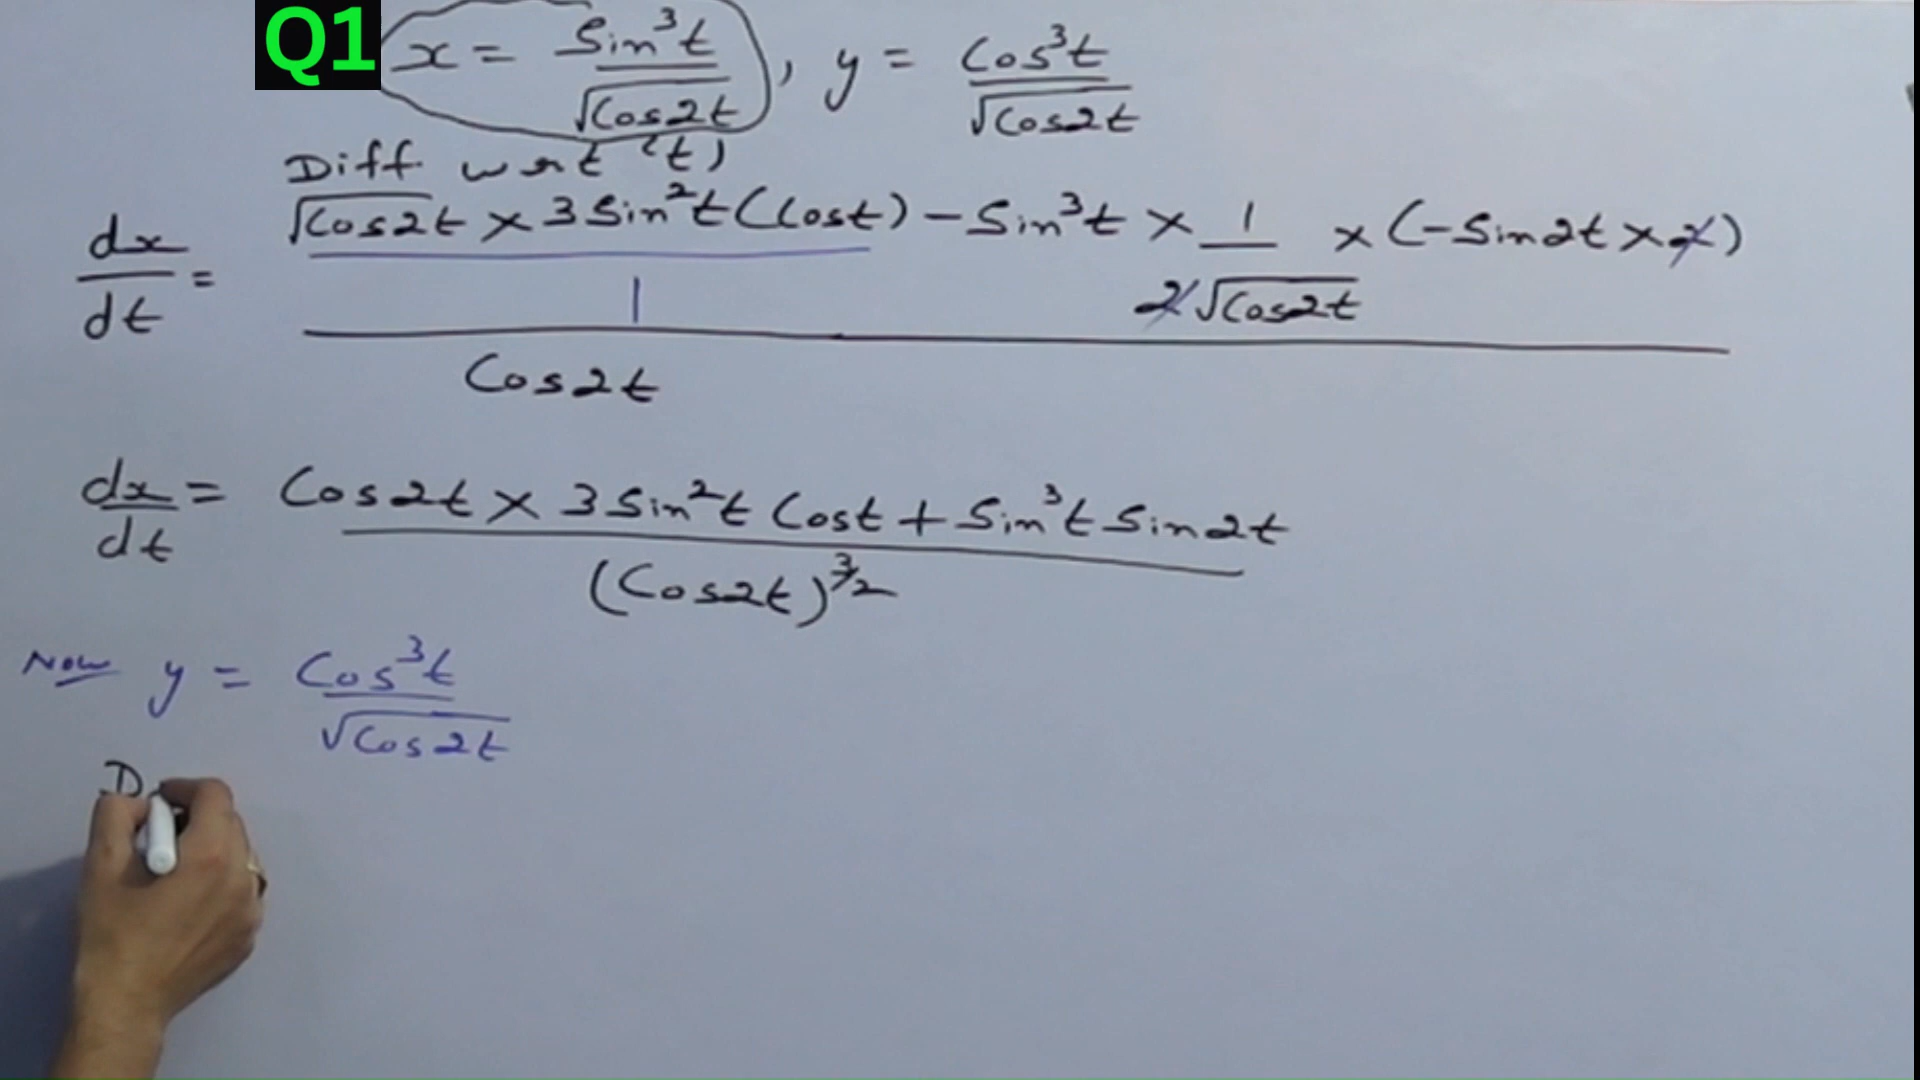 Q1 x = Sin³t / √Cos2t , y = Cos³t / √Cos2t
Diff wrt (t)
dx/dt = √Cos2t × 3Sin²t(Cost) – Sin³t × 1 / 2√Cos2t × (–Sin2t × 2)
1
Cos2t
dx/dt = Cos2t × 3Sin²t Cost + Sin³t Sin2t / (Cos2t)^3/2
Now y = Cos³t / √Cos2t
D